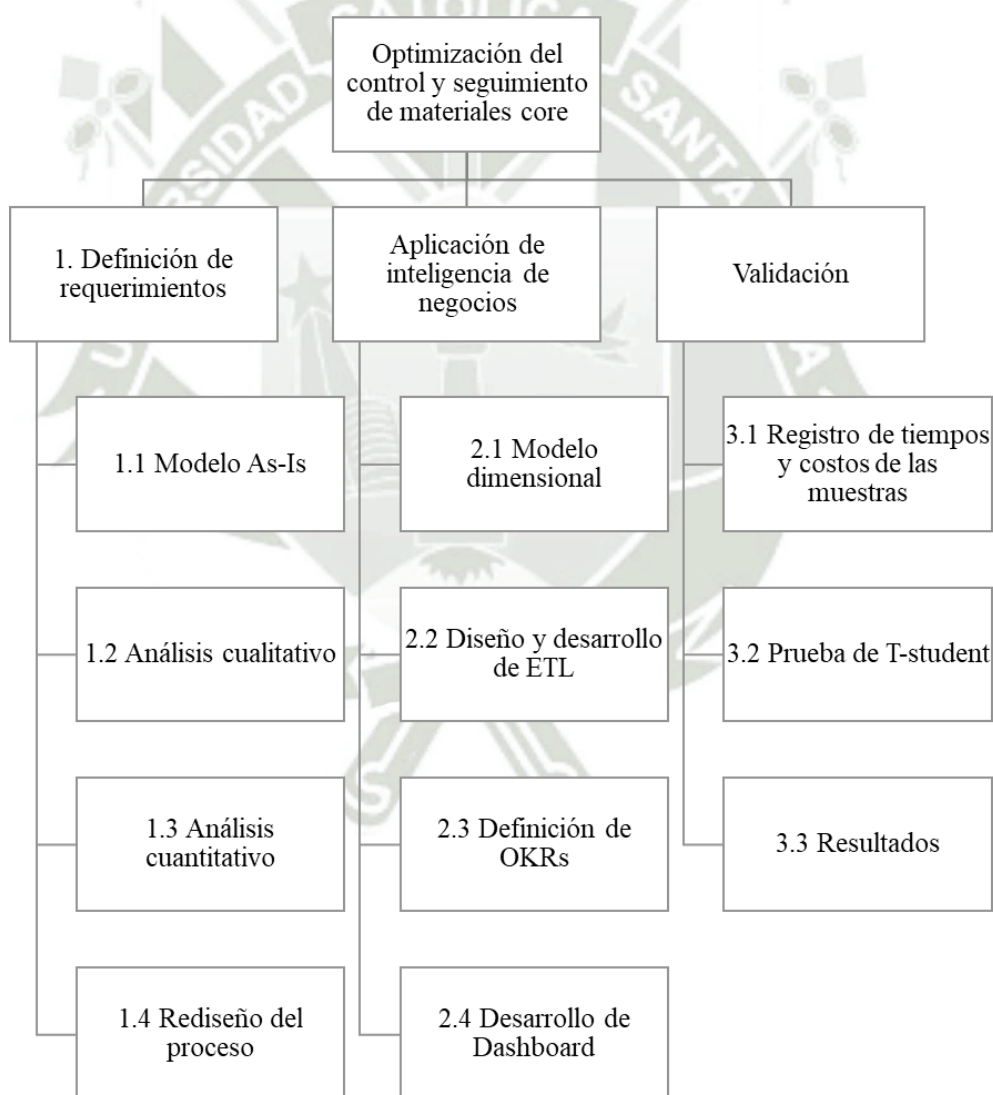 Optimización del
control y seguimiento
de materiales core
1. Definición de
requerimientos
Aplicación de
inteligencia de
negocios
Validación
1.1 Modelo As-Is
2.1 Modelo
dimensional
3.1 Registro de tiempos
y costos de las
muestras
1.2 Análisis cualitativo
2.2 Diseño y desarrollo
de ETL
3.2 Prueba de T-student
1.3 Análisis
cuantitativo
2.3 Definición de
OKRs
3.3 Resultados
1.4 Rediseño del
proceso
2.4 Desarrollo de
Dashboard
CATOLICA
SANTA